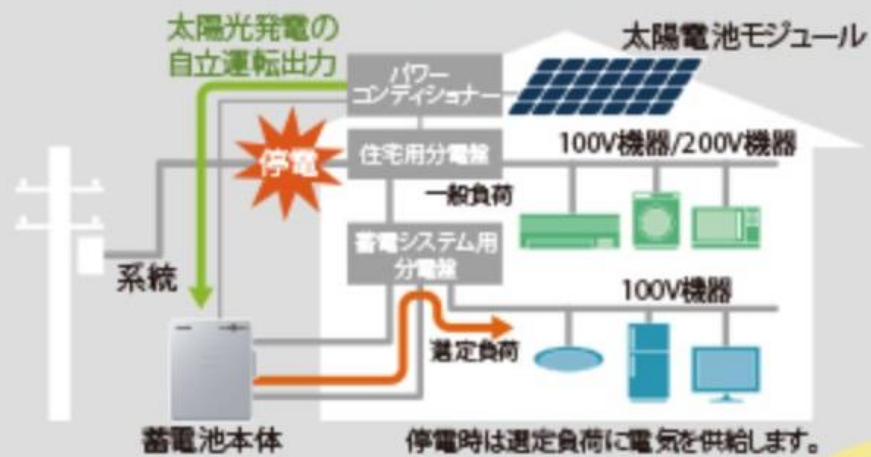 太陽光発電の
自立運転出力
パワー
コンディショナー
太陽電池モジュール
停電
住宅用分電盤
100V機器/200V機器
一般負荷
蓄電システム用
分電盤
系統
100V機器
選定負荷
蓄電池本体
停電時は選定負荷に電気を供給します。